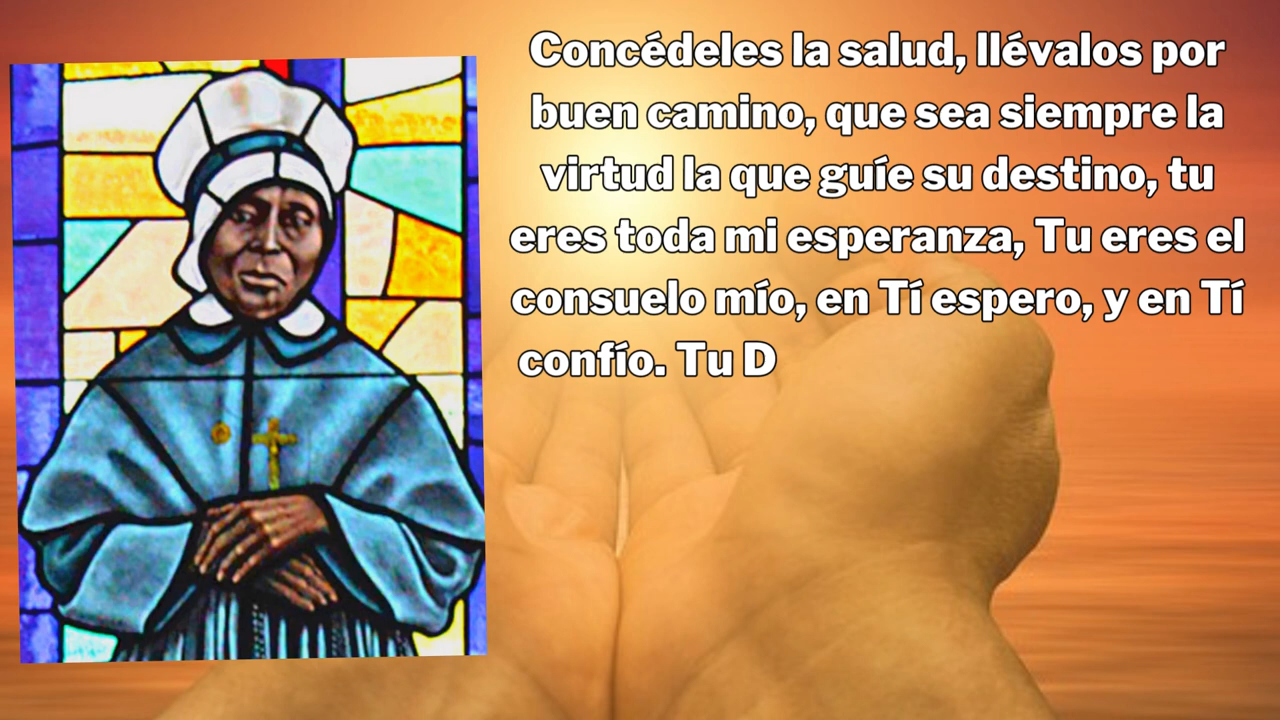 Concédeles la salud, llévalos por
buen camino, que sea siempre la
virtud la que guíe su destino, tu
eres toda mi esperanza, Tu eres el
consuelo mío, en Tí espero, y en Tí
confío. Tu D